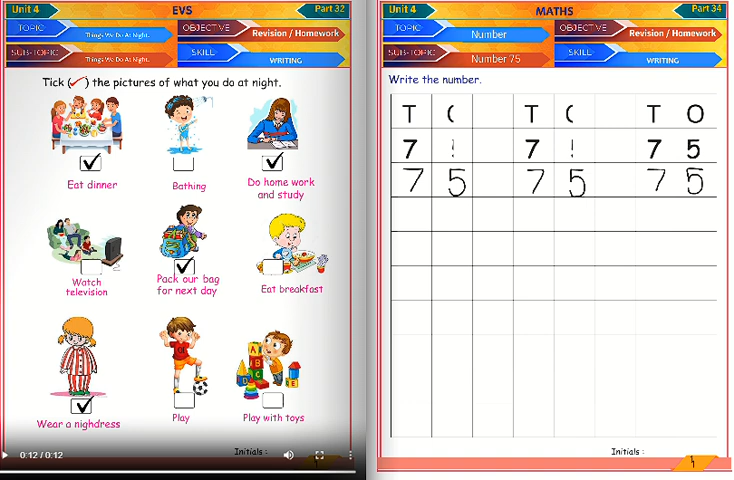 Unit 4
EVS
Part 32
TOPIC
Things We Do At Night.
OBJECTIVE
Revision / Homework
SUB-TOPIC
Things We Do At Night.
SKILL
WRITING
Tick (✓) the pictures of what you do at night.
Eat dinner
Bathing
Do home work
and study
Watch
television
Pack our bag
for next day
Eat breakfast
Wear a nighdress
Play
Play with toys
Initials :
0:12 / 0:12
Unit 4
MATHS
Part 34
TOPIC
Number
OBJECTIVE
Revision / Homework
SUB-TOPIC
Number 75
SKILL
WRITING
Write the number.
T T T O
7 7 7 5
7 5 7 5 7 5
Initials :